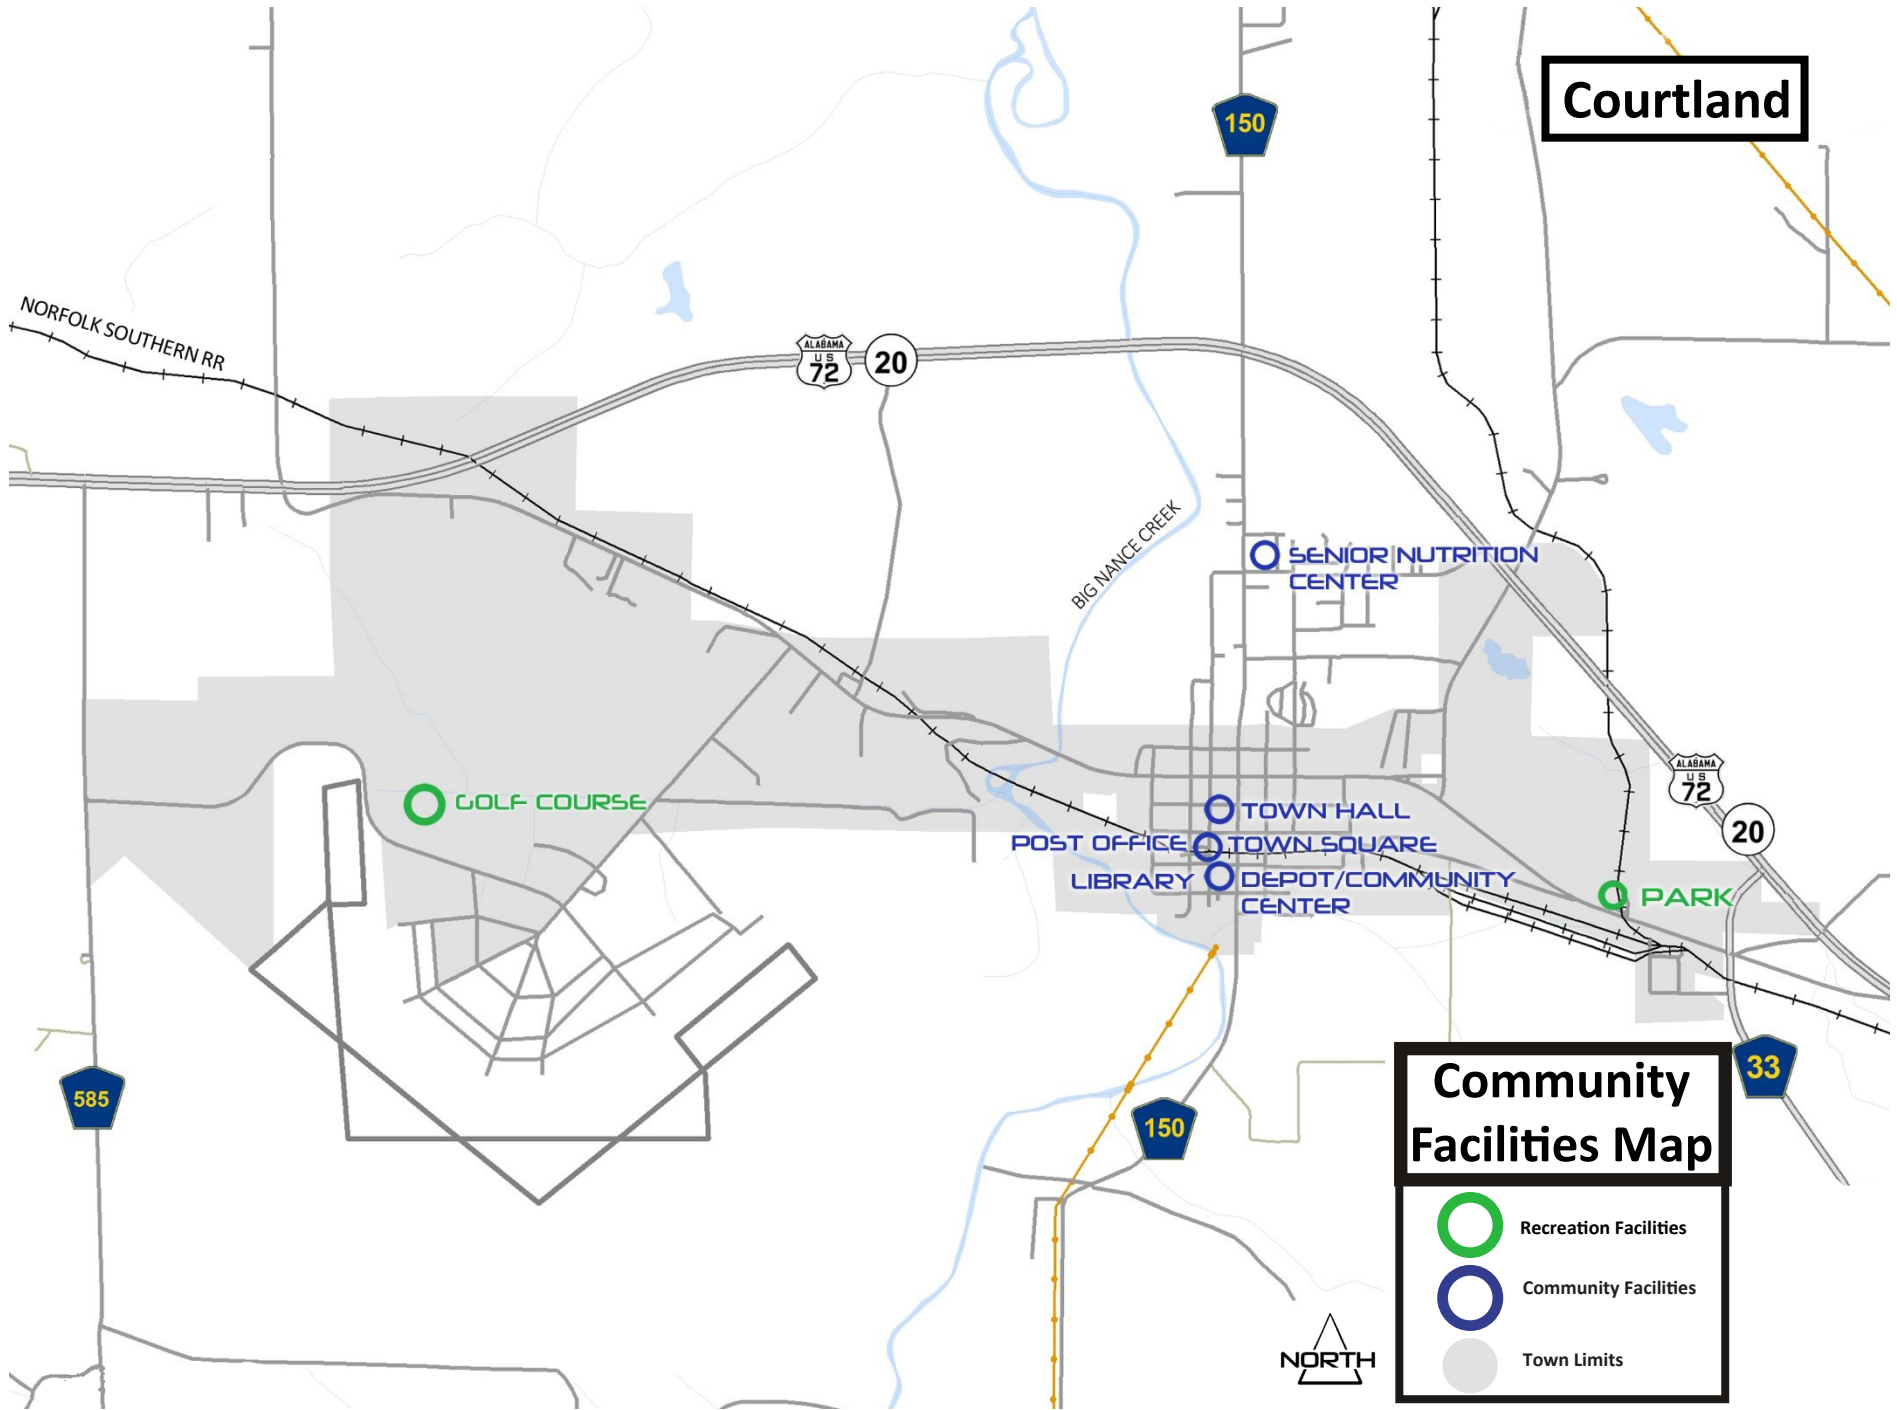 Courtland
150
NORFOLK SOUTHERN RR
ALABAMA
US
72
20
BIG NANCE CREEK
SENIOR NUTRITION
CENTER
GOLF COURSE
TOWN HALL
POST OFFICE
TOWN SQUARE
LIBRARY
DEPOT/COMMUNITY
CENTER
ALABAMA
US
72
20
PARK
585
150
33
Community
Facilities Map
Recreation Facilities
Community Facilities
Town Limits
NORTH